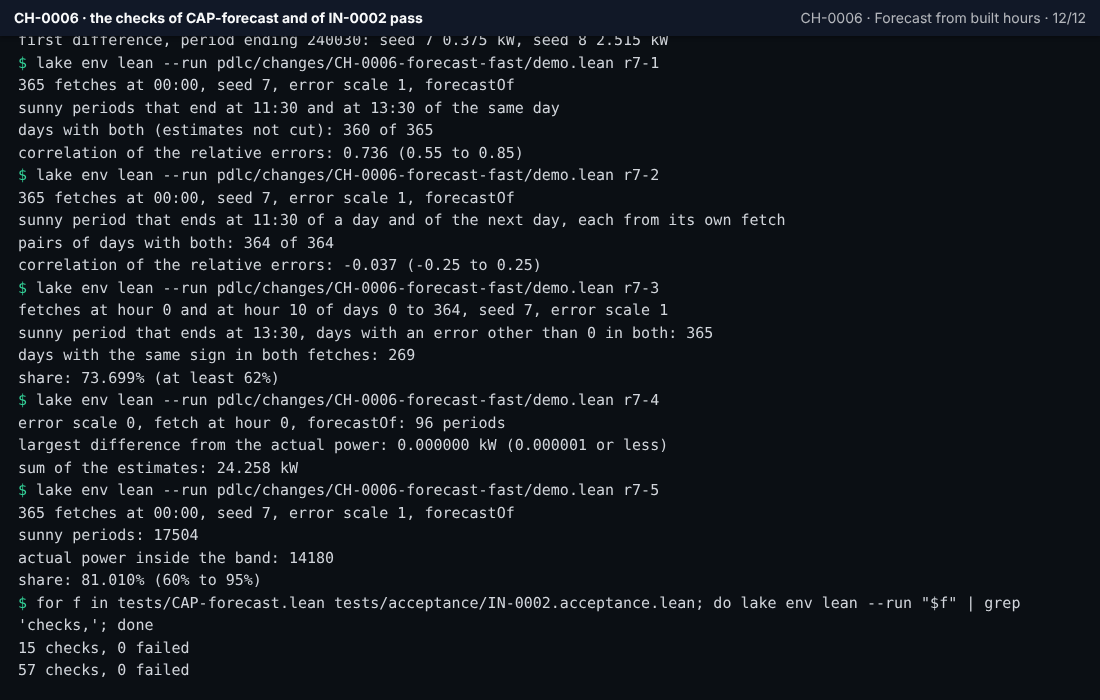 CH-0006 · the checks of CAP-forecast and of IN-0002 pass
CH-0006 · Forecast from built hours · 12/12
first difference, period ending 240030: seed 7 0.375 kW, seed 8 2.515 kW
$ lake env lean --run pdlc/changes/CH-0006-forecast-fast/demo.lean r7-1
365 fetches at 00:00, seed 7, error scale 1, forecastOf
sunny periods that end at 11:30 and at 13:30 of the same day
days with both (estimates not cut): 360 of 365
correlation of the relative errors: 0.736 (0.55 to 0.85)
$ lake env lean --run pdlc/changes/CH-0006-forecast-fast/demo.lean r7-2
365 fetches at 00:00, seed 7, error scale 1, forecastOf
sunny period that ends at 11:30 of a day and of the next day, each from its own fetch
pairs of days with both: 364 of 364
correlation of the relative errors: -0.037 (-0.25 to 0.25)
$ lake env lean --run pdlc/changes/CH-0006-forecast-fast/demo.lean r7-3
fetches at hour 0 and at hour 10 of days 0 to 364, seed 7, error scale 1
sunny period that ends at 13:30, days with an error other than 0 in both: 365
days with the same sign in both fetches: 269
share: 73.699% (at least 62%)
$ lake env lean --run pdlc/changes/CH-0006-forecast-fast/demo.lean r7-4
error scale 0, fetch at hour 0, forecastOf: 96 periods
largest difference from the actual power: 0.000000 kW (0.000001 or less)
sum of the estimates: 24.258 kW
$ lake env lean --run pdlc/changes/CH-0006-forecast-fast/demo.lean r7-5
365 fetches at 00:00, seed 7, error scale 1, forecastOf
sunny periods: 17504
actual power inside the band: 14180
share: 81.010% (60% to 95%)
$ for f in tests/CAP-forecast.lean tests/acceptance/IN-0002.acceptance.lean; do lake env lean --run "$f" | grep
'checks,'; done
15 checks, 0 failed
57 checks, 0 failed